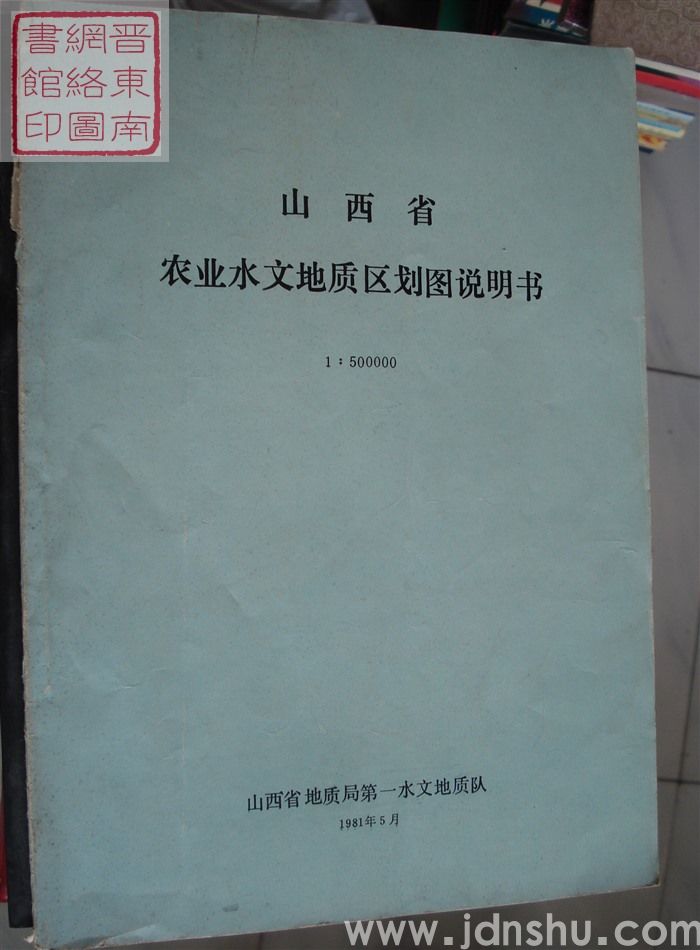 晋東南
網絡圖
書館印
山西省
农业水文地质区划图说明书
1：500000
山西省地质局第一水文地质队
1981年5月
www.jdnshu.com